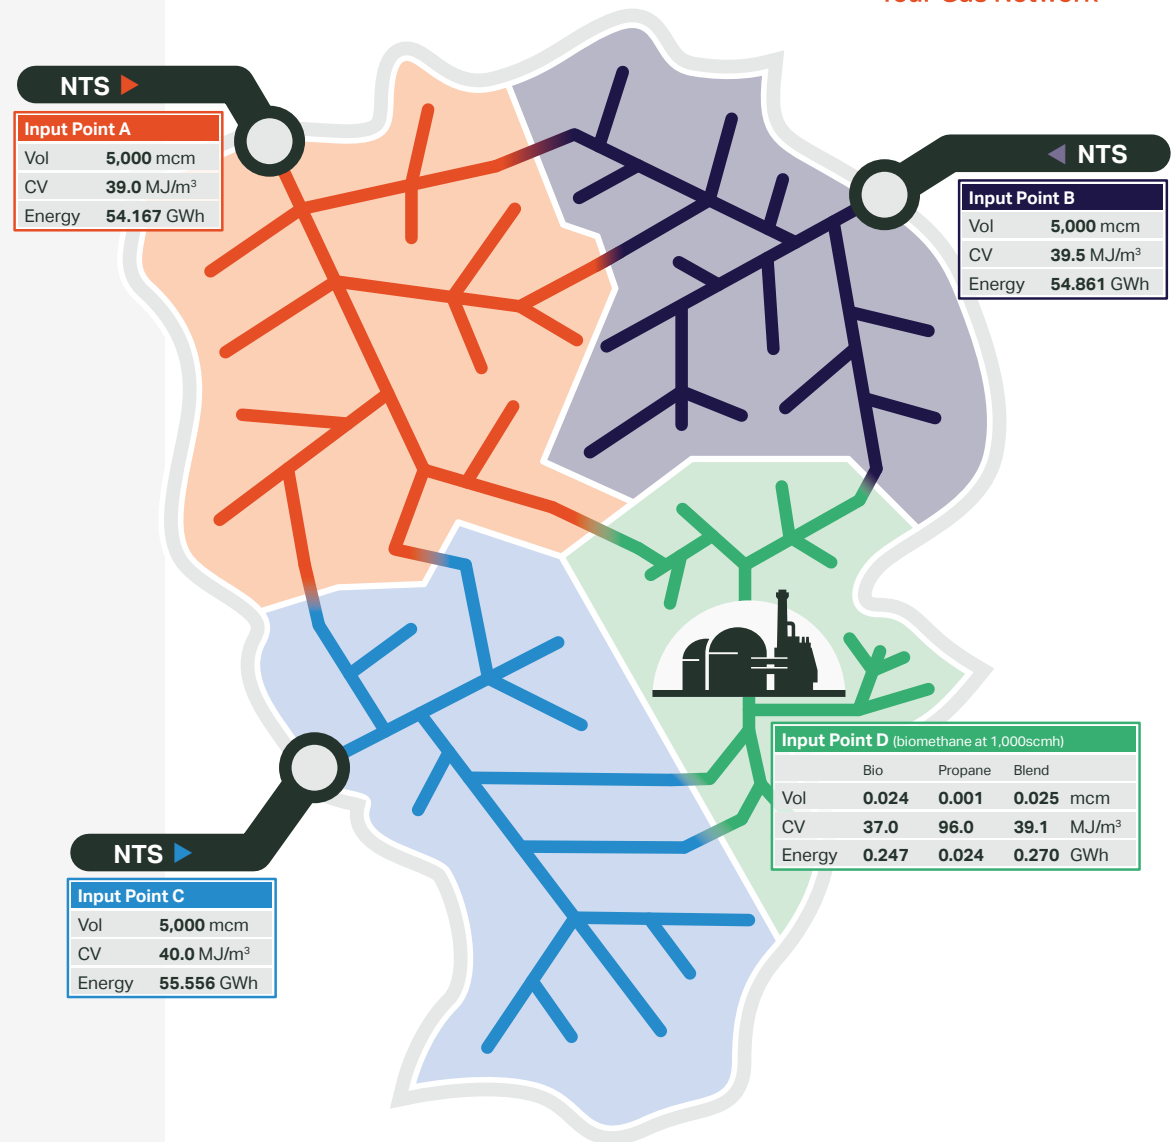 Your Gas Network
NTS
Input Point A
Vol 5,000 mcm
CV 39.0 MJ/m³
Energy 54.167 GWh
NTS
Input Point B
Vol 5,000 mcm
CV 39.5 MJ/m³
Energy 54.861 GWh
Input Point D (biomethane at 1,000scmh)
Bio Propane Blend
Vol 0.024 0.001 0.025 mcm
CV 37.0 96.0 39.1 MJ/m³
Energy 0.247 0.024 0.270 GWh
NTS
Input Point C
Vol 5,000 mcm
CV 40.0 MJ/m³
Energy 55.556 GWh